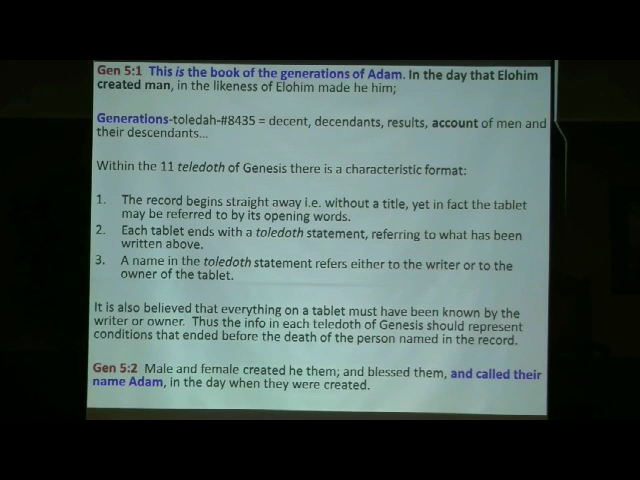 Gen 5:1 This is the book of the generations of Adam. In the day that Elohim
created man, in the likeness of Elohim made he him;
Generations-toledah-#8435 = decent, decendants, results, account of men and
their descendants...
Within the 11 teledoth of Genesis there is a characteristic format:
1. The record begins straight away i.e. without a title, yet in fact the tablet
may be referred to by its opening words.
2. Each tablet ends with a toledoth statement, referring to what has been
written above.
3. A name in the toledoth statement refers either to the writer or to the
owner of the tablet.
It is also believed that everything on a tablet must have been known by the
writer or owner. Thus the info in each teledoth of Genesis should represent
conditions that ended before the death of the person named in the record.
Gen 5:2 Male and female created he them; and blessed them, and called their
name Adam, in the day when they were created.